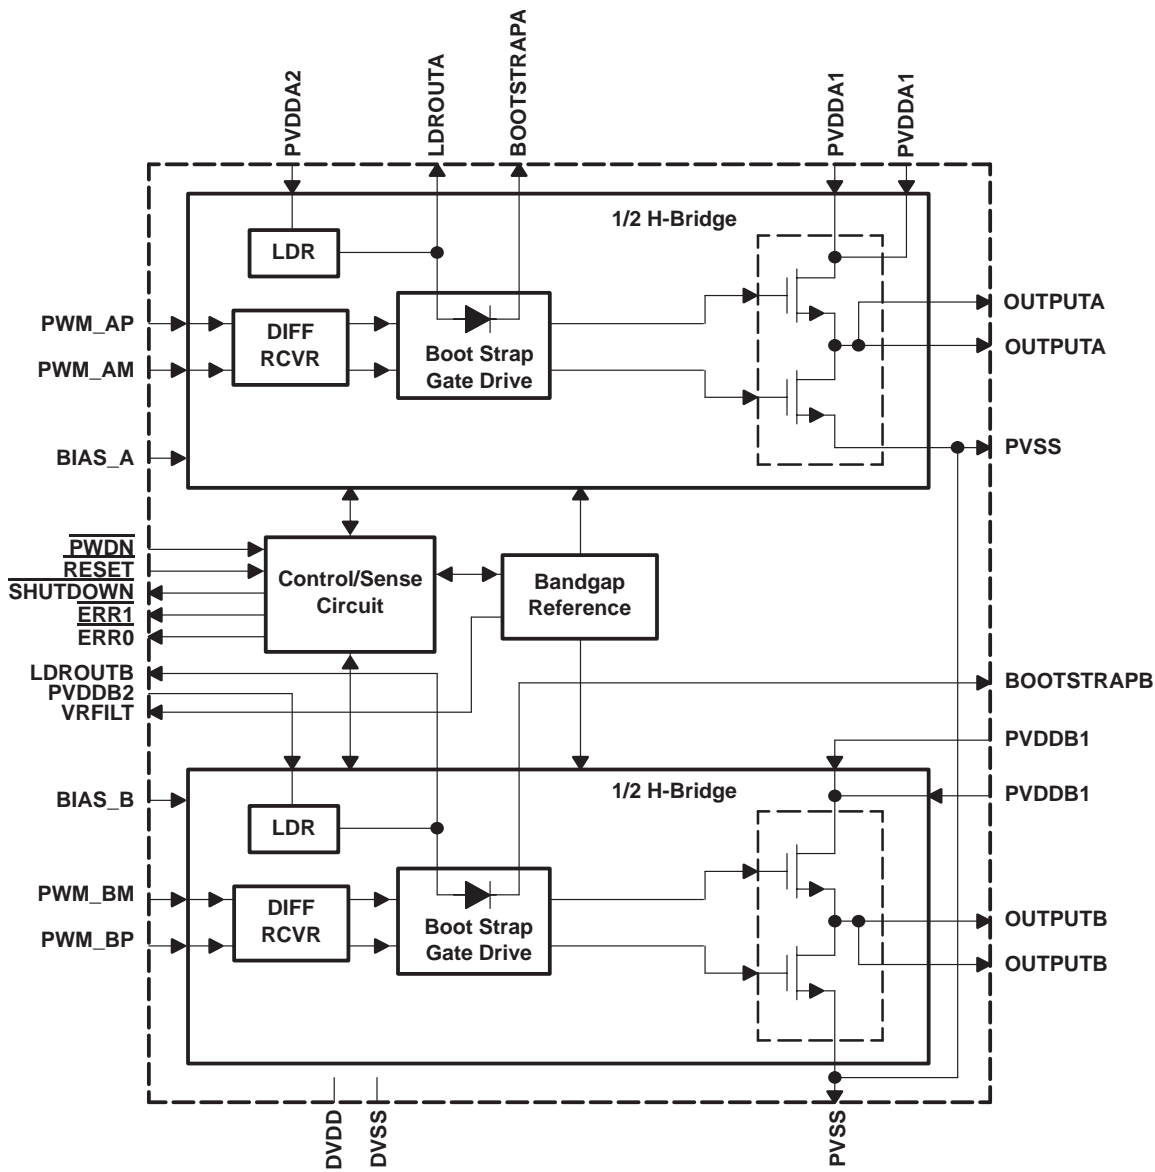 PVDDA2
LDROUTA
BOOTSTRAPA
PVDDA1
PVDDA1
1/2 H-Bridge
LDR
PWM_AP
PWM_AM
DIFF
RCVR
Boot Strap
Gate Drive
OUTPUTA
OUTPUTA
BIAS_A
PVSS
PWDN
RESET
SHUTDOWN
ERR1
ERR0
Control/Sense
Circuit
Bandgap
Reference
LDROUTB
PVDDB2
VRFILT
BOOTSTRAPB
PVDDB1
PVDDB1
BIAS_B
1/2 H-Bridge
LDR
PWM_BM
PWM_BP
DIFF
RCVR
Boot Strap
Gate Drive
OUTPUTB
OUTPUTB
DVDD
DVSS
PVSS